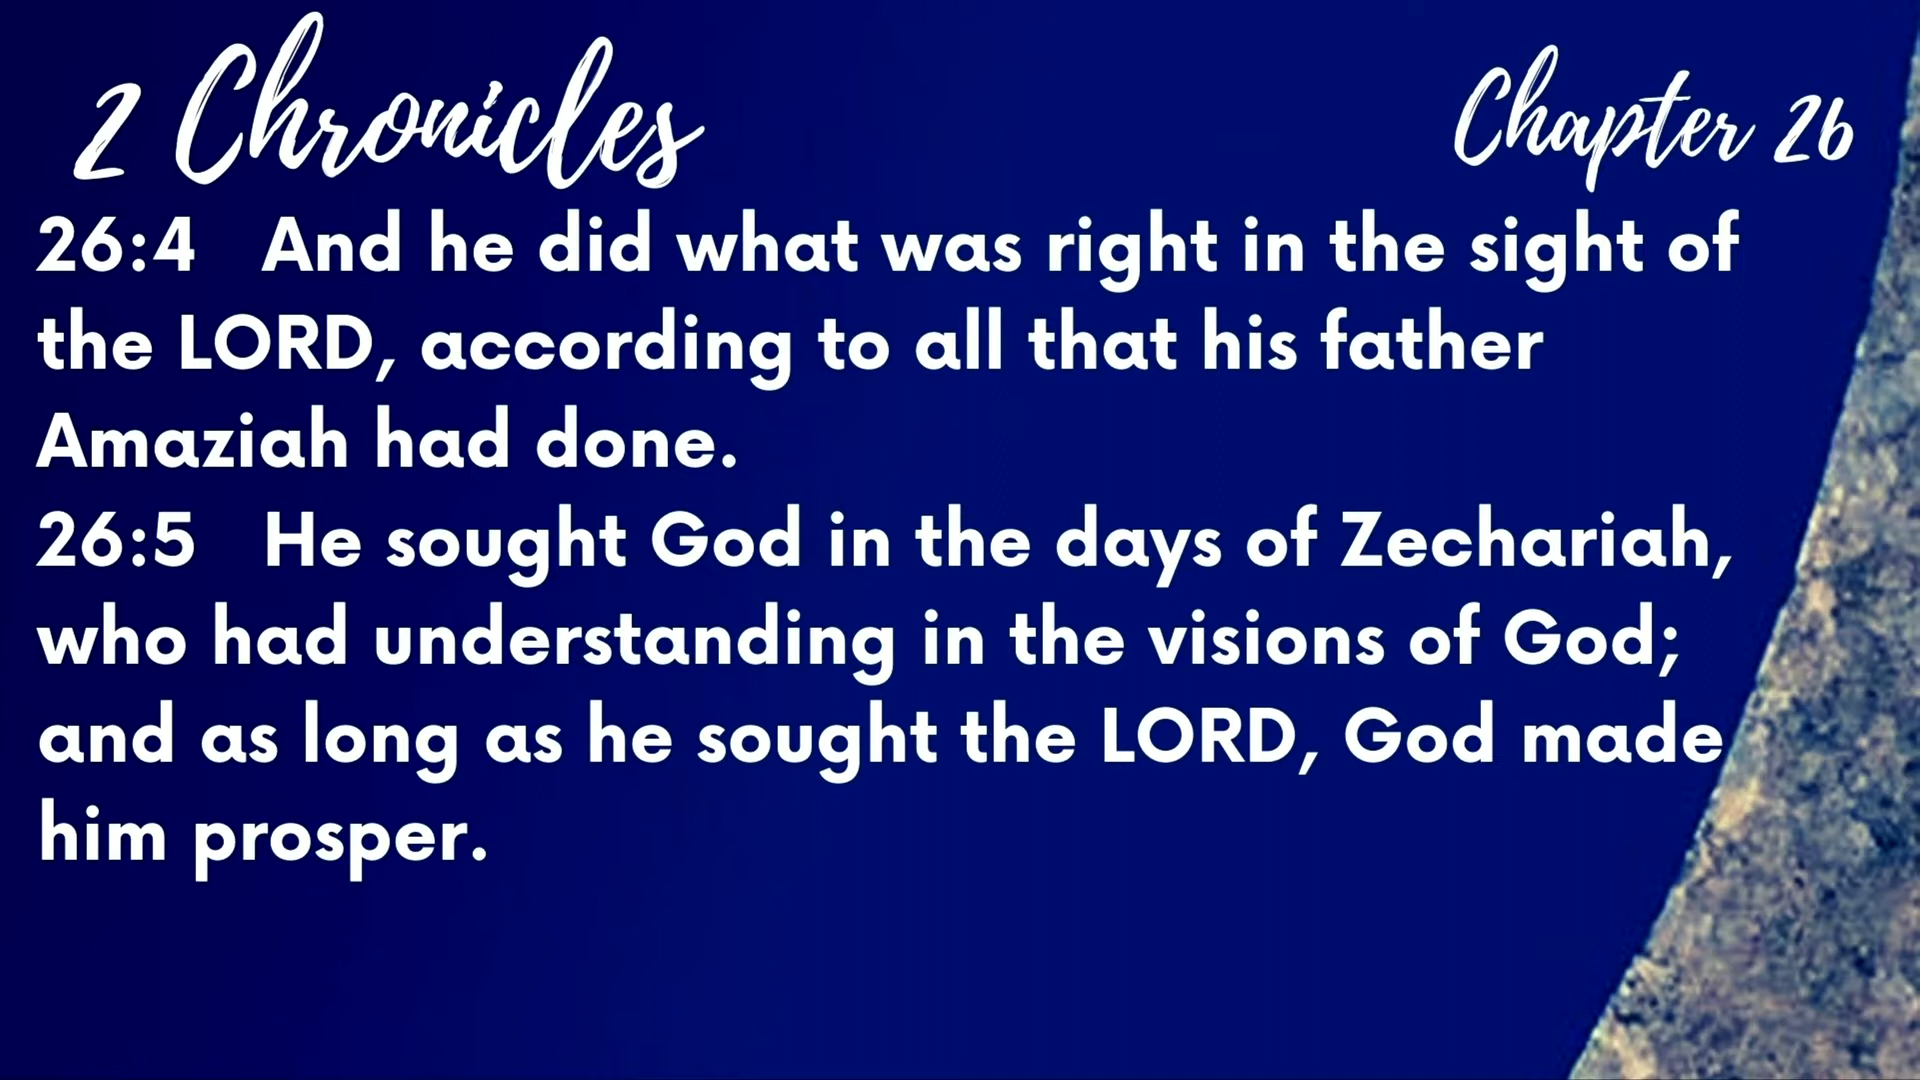 2 Chronicles
Chapter 26
26:4 And he did what was right in the sight of
the LORD, according to all that his father
Amaziah had done.
26:5 He sought God in the days of Zechariah,
who had understanding in the visions of God;
and as long as he sought the LORD, God made
him prosper.